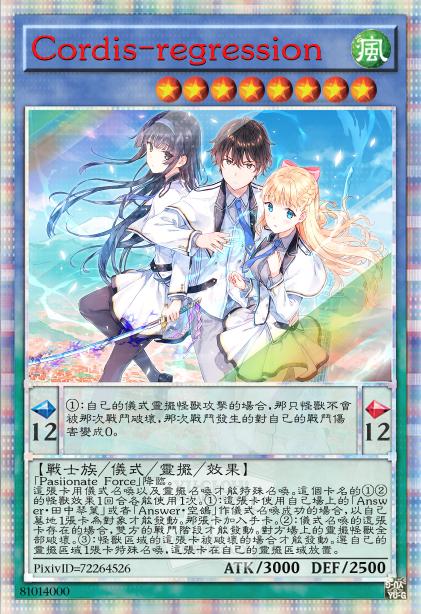 Cordis-regression
風
①:自己的儀式靈擺怪獸攻擊的場合,那只怪獸不會
被那次戰鬥破壞,那次戰鬥發生的對自己的戰鬥傷
害變成0。
12
12
【戰士族/儀式/靈擺/效果】
「Pasiionate Force」降臨。
這張卡用儀式召喚以及靈擺召喚才能特殊召喚。這個卡名的①②
的怪獸效果1回合各能使用1次。①:這張卡使用自己場上的「Answ
er·田中琴葉」或者「Answer·空鵨」作儀式召喚成功的場合,以自己
墓地1張卡為對象才能發動。那張卡加入手卡。②:儀式召喚的這張
卡存在的場合,雙方的戰鬥階段才能發動。對方場上的靈擺怪獸全
部破壞。③:怪獸區域的這張卡被破壞的場合才能發動。選自己的
靈擺區域1張卡特殊召喚,這張卡在自己的靈擺區域放置。
PixivID=72264526
ATK/3000 DEF/2500
81014000